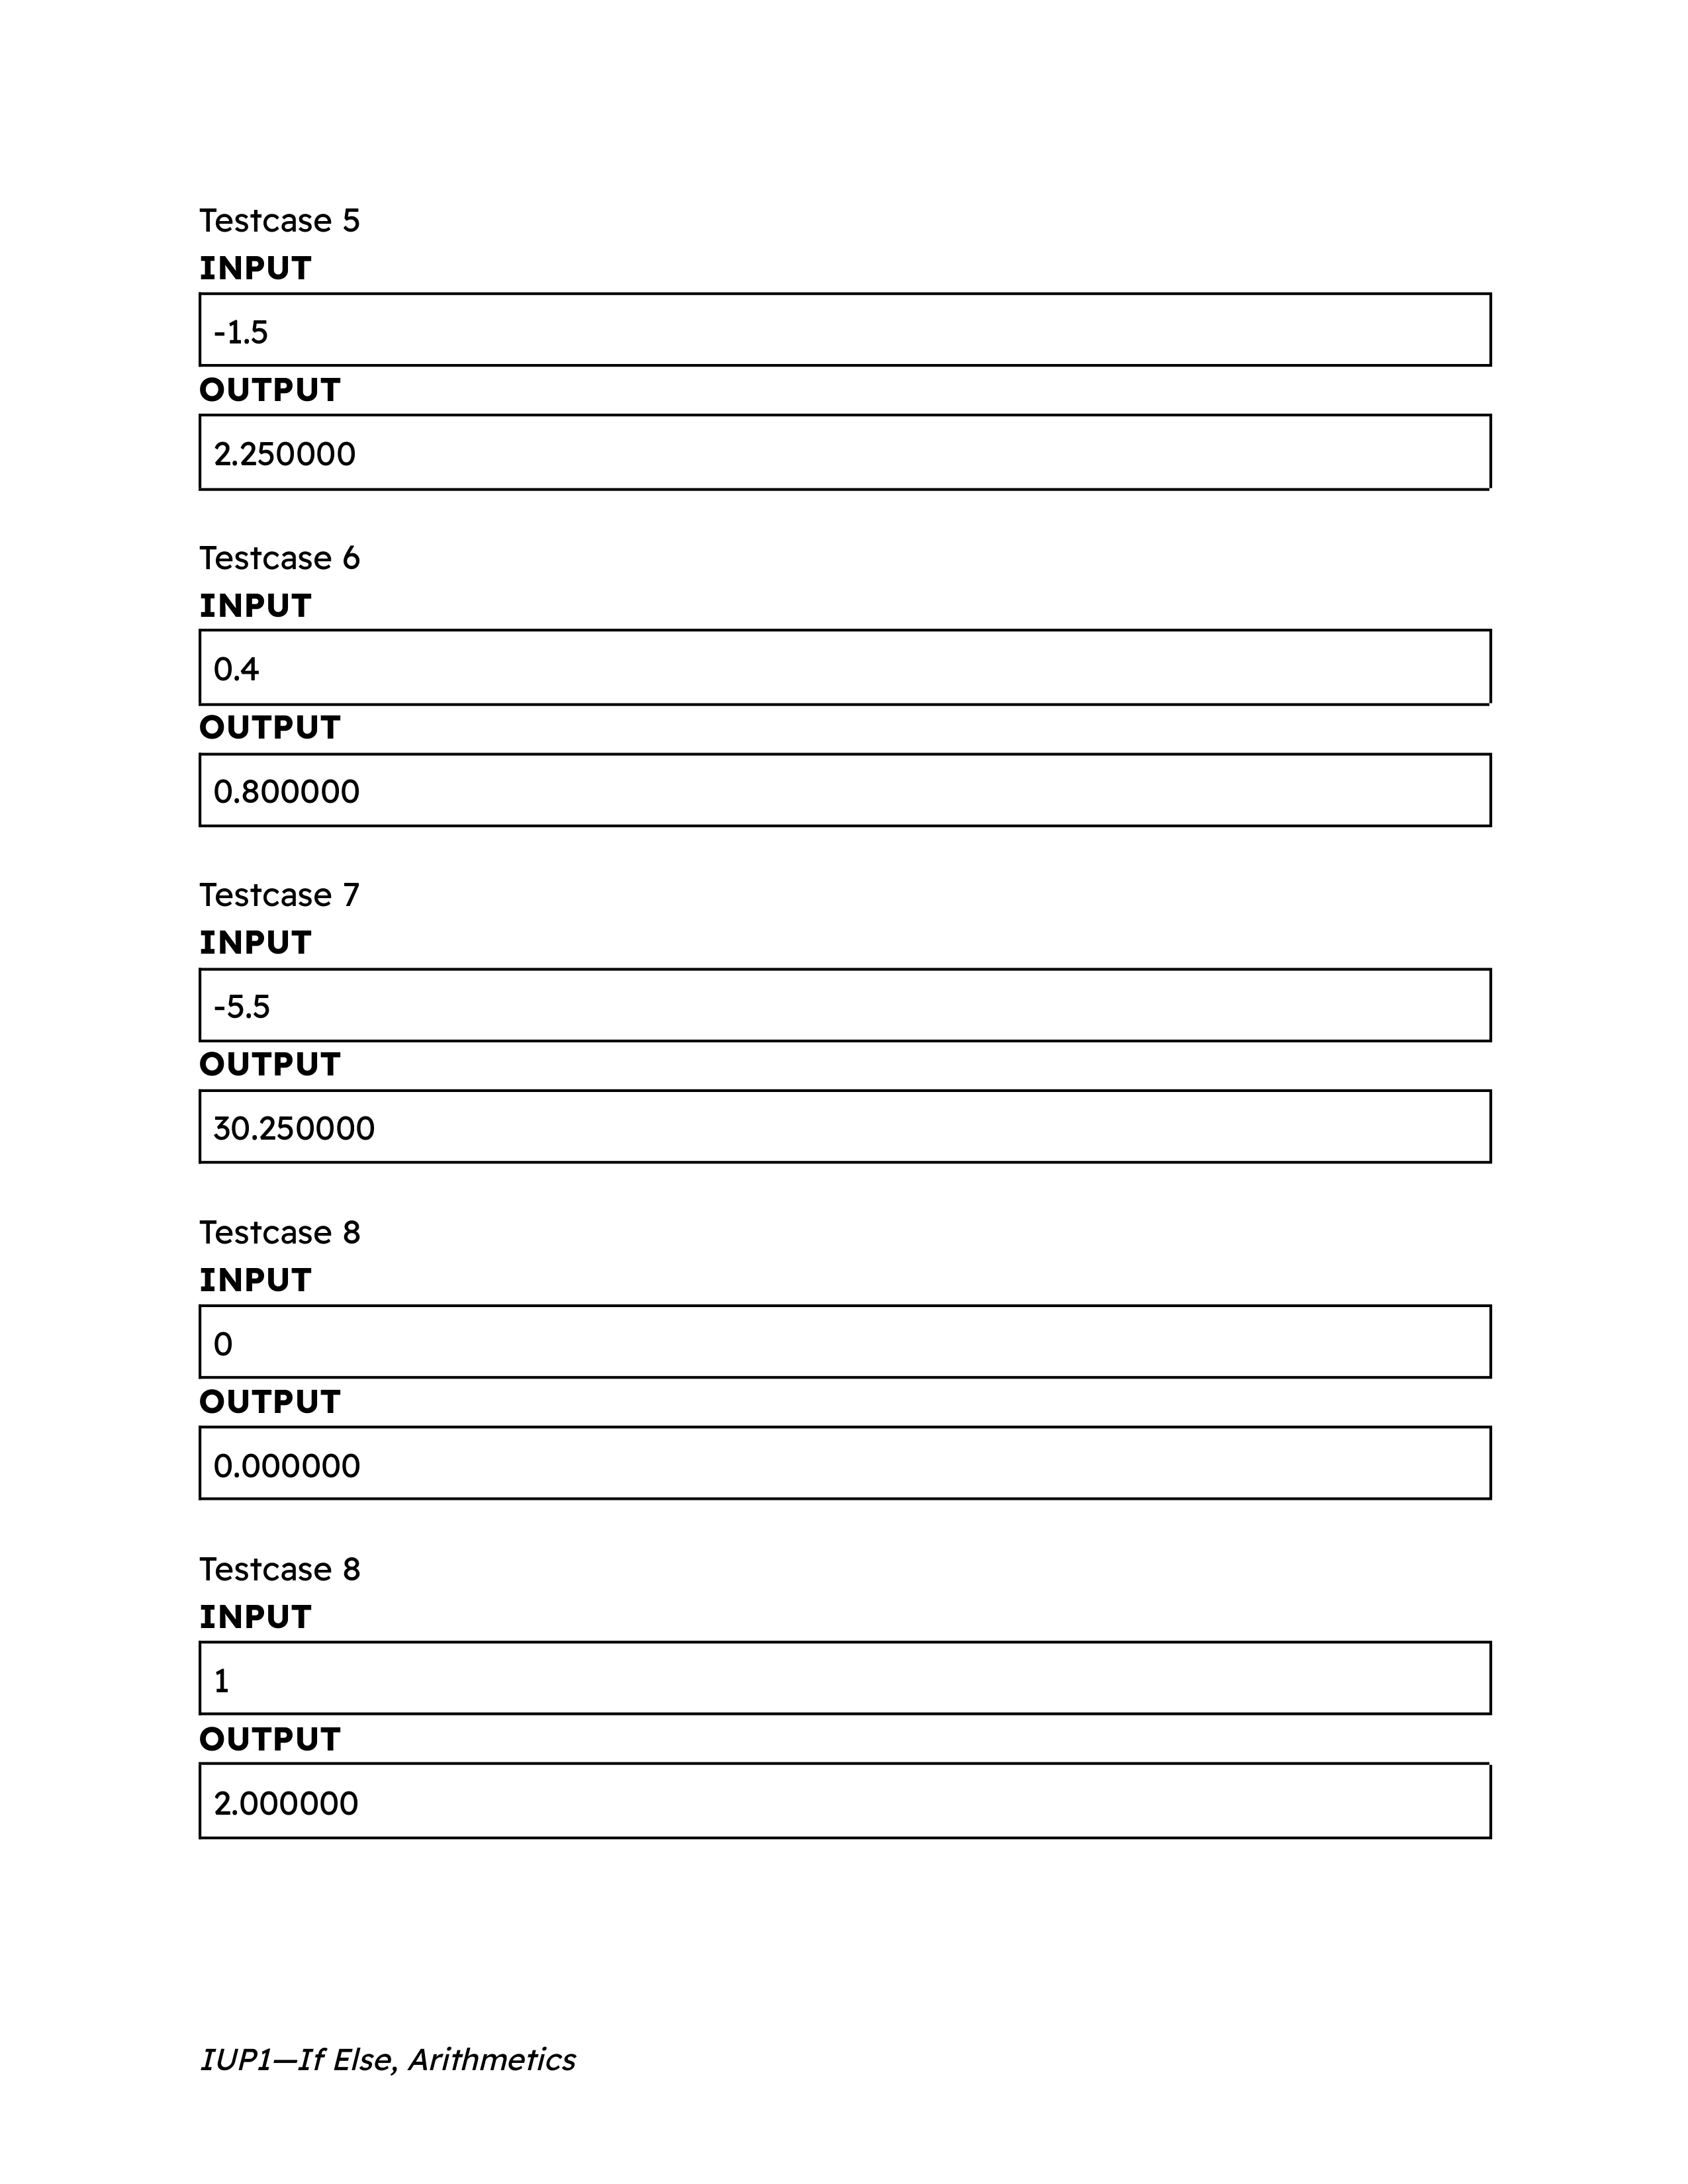 Testcase 5
INPUT
-1.5
OUTPUT
2.250000
Testcase 6
INPUT
0.4
OUTPUT
0.800000
Testcase 7
INPUT
-5.5
OUTPUT
30.250000
Testcase 8
INPUT
0
OUTPUT
0.000000
Testcase 8
INPUT
1
OUTPUT
2.000000
IUP1—If Else, Arithmetics